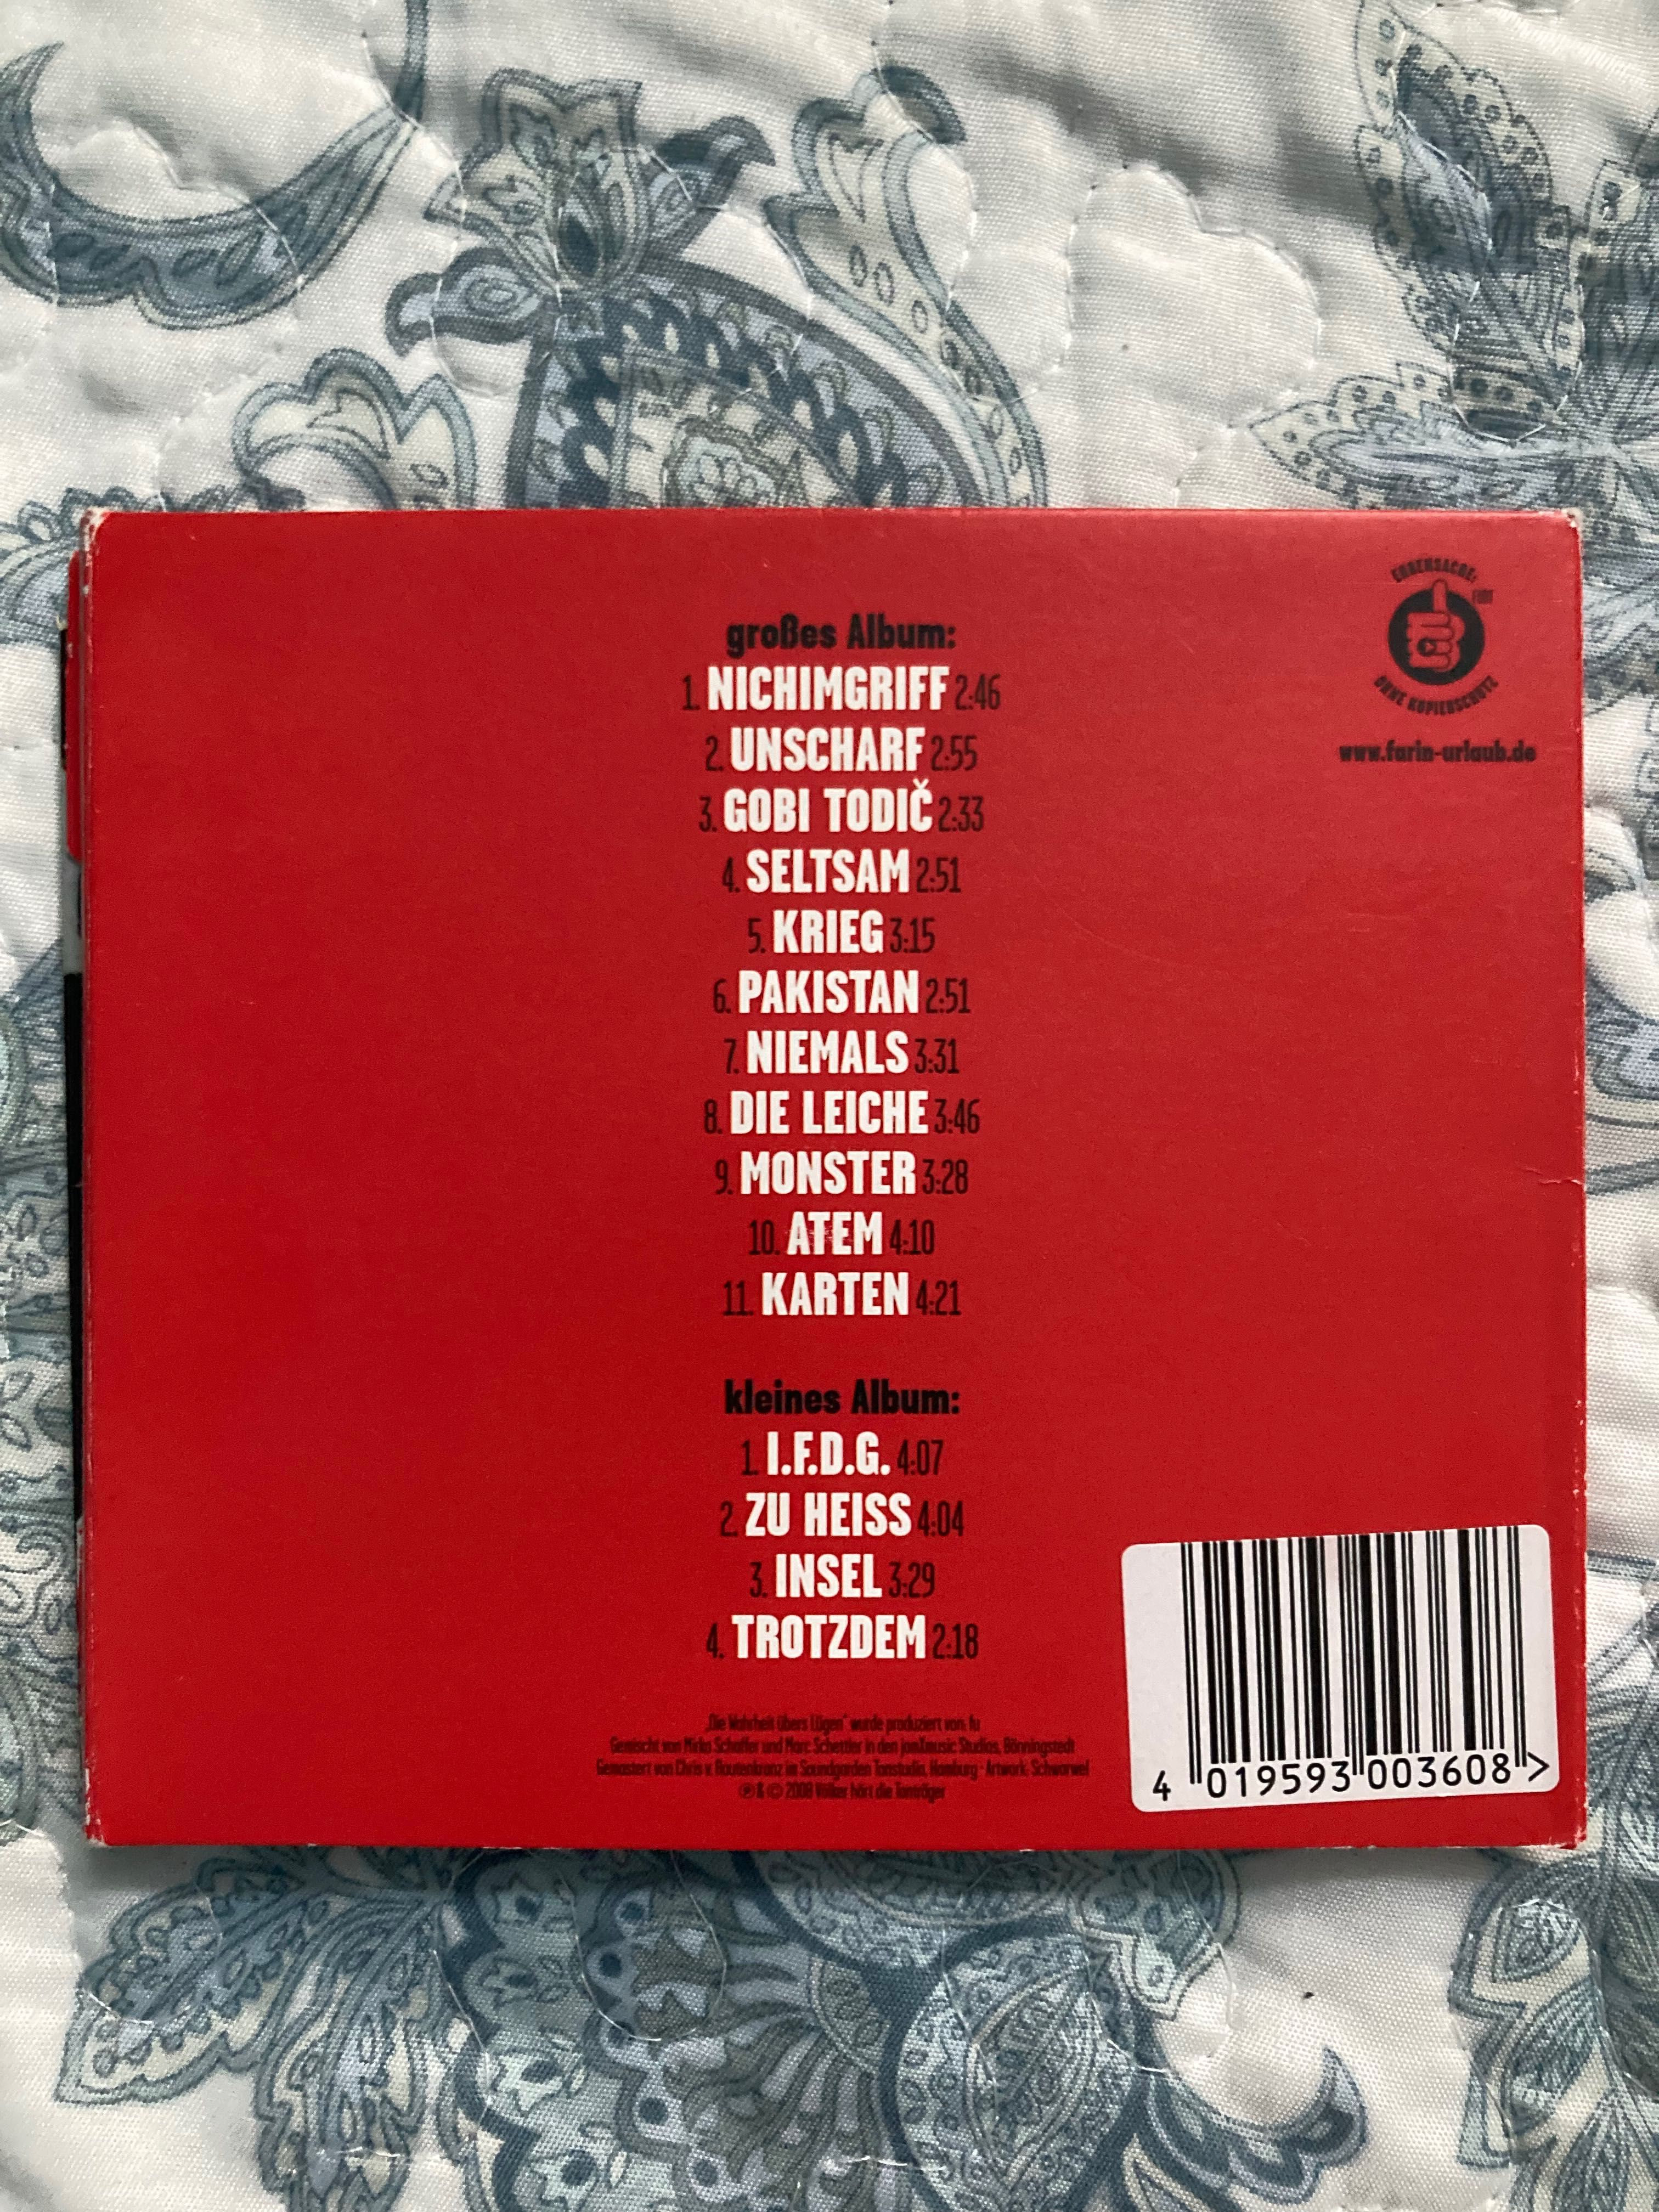 EHRENSACHE:
OHNE KOPIERSCHUTZ
www.farin-urlaub.de
großes Album:
1. NICHIMGRIFF 2:46
2. UNSCHARF 2:55
3. GOBI TODIČ 2:33
4. SELTSAM 2:51
5. KRIEG 3:15
6. PAKISTAN 2:51
7. NIEMALS 3:31
8. DIE LEICHE 3:46
9. MONSTER 3:28
10. ATEM 4:10
11. KARTEN 4:21
kleines Album:
1. I.F.D.G. 4:07
2. ZU HEISS 4:04
3. INSEL 3:29
4. TROTZDEM 2:18
„Die Wahrheit übers Lügen“ wurde produziert von: fu
Gemischt von Mirko Schaffer und Marc Schettler in den jamXmusic Studios, Bönningstedt
Gemastert von Chris v. Rautenkranz im Soundgarden Tonstudio, Hamburg · Artwork: Schwarwel
℗ & © 2008 Völker hört die Tonträger
4 019593 003608 >